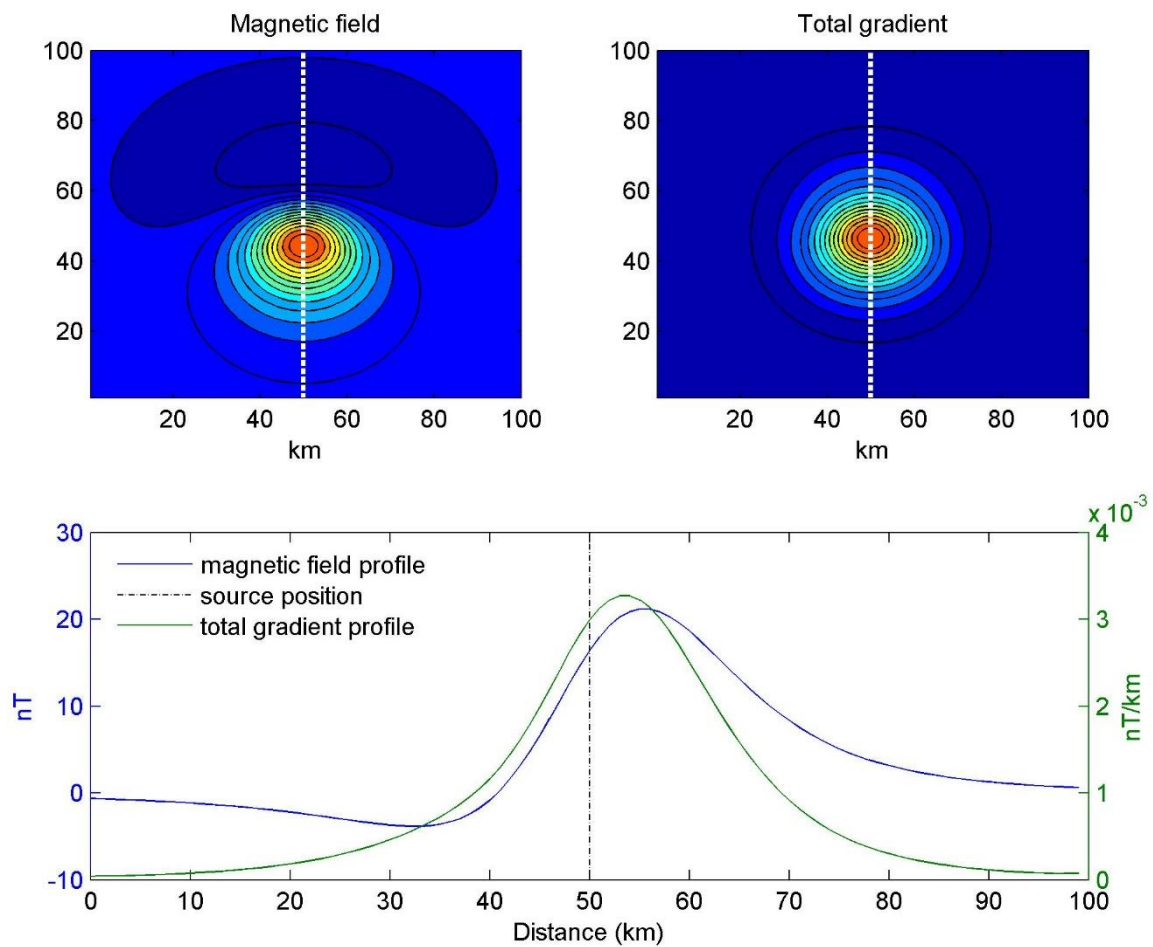 Magnetic field
100
80
60
40
20
20 40 60 80 100
km
Total gradient
100
80
60
40
20
20 40 60 80 100
km
x 10⁻³
30
20
10
0
-10
nT
magnetic field profile
source position
total gradient profile
4
3
2
1
0
nT/km
0 10 20 30 40 50 60 70 80 90 100
Distance (km)